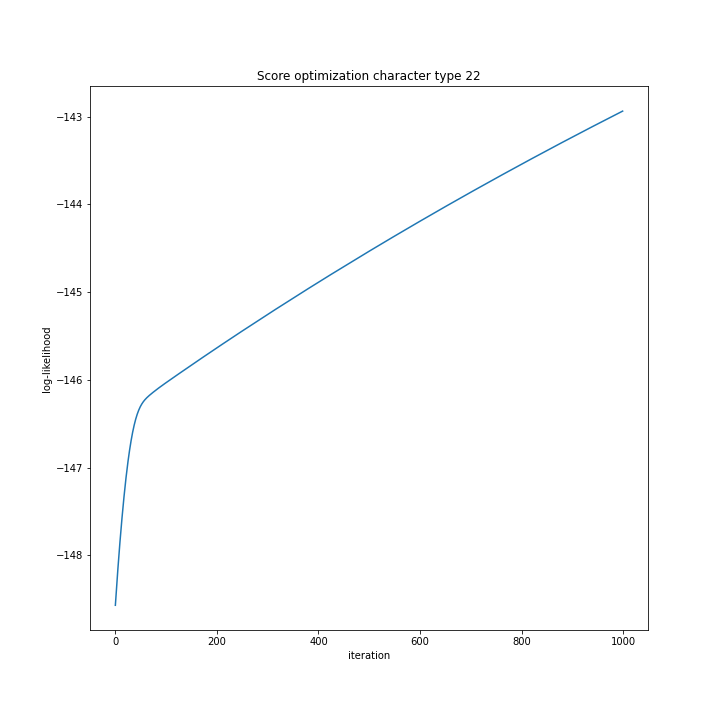 Score optimization character type 22
log-likelihood
−143
−144
−145
−146
−147
−148
0 200 400 600 800 1000
iteration